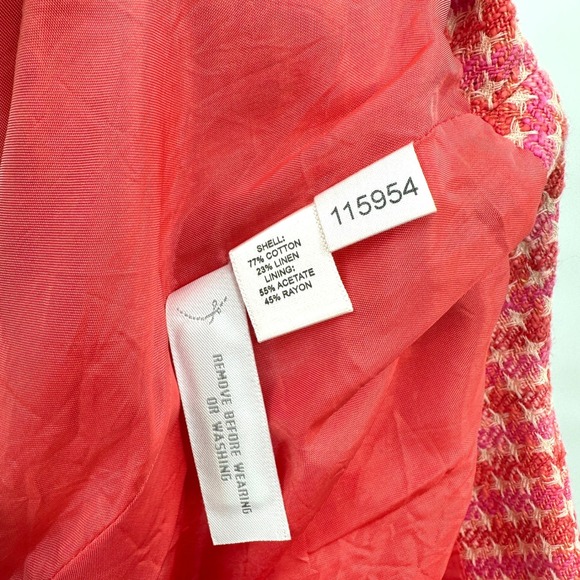 115954
SHELL:
77% COTTON
23% LINEN
LINING:
55% ACETATE
45% RAYON
REMOVE BEFORE WEARING
OR WASHING